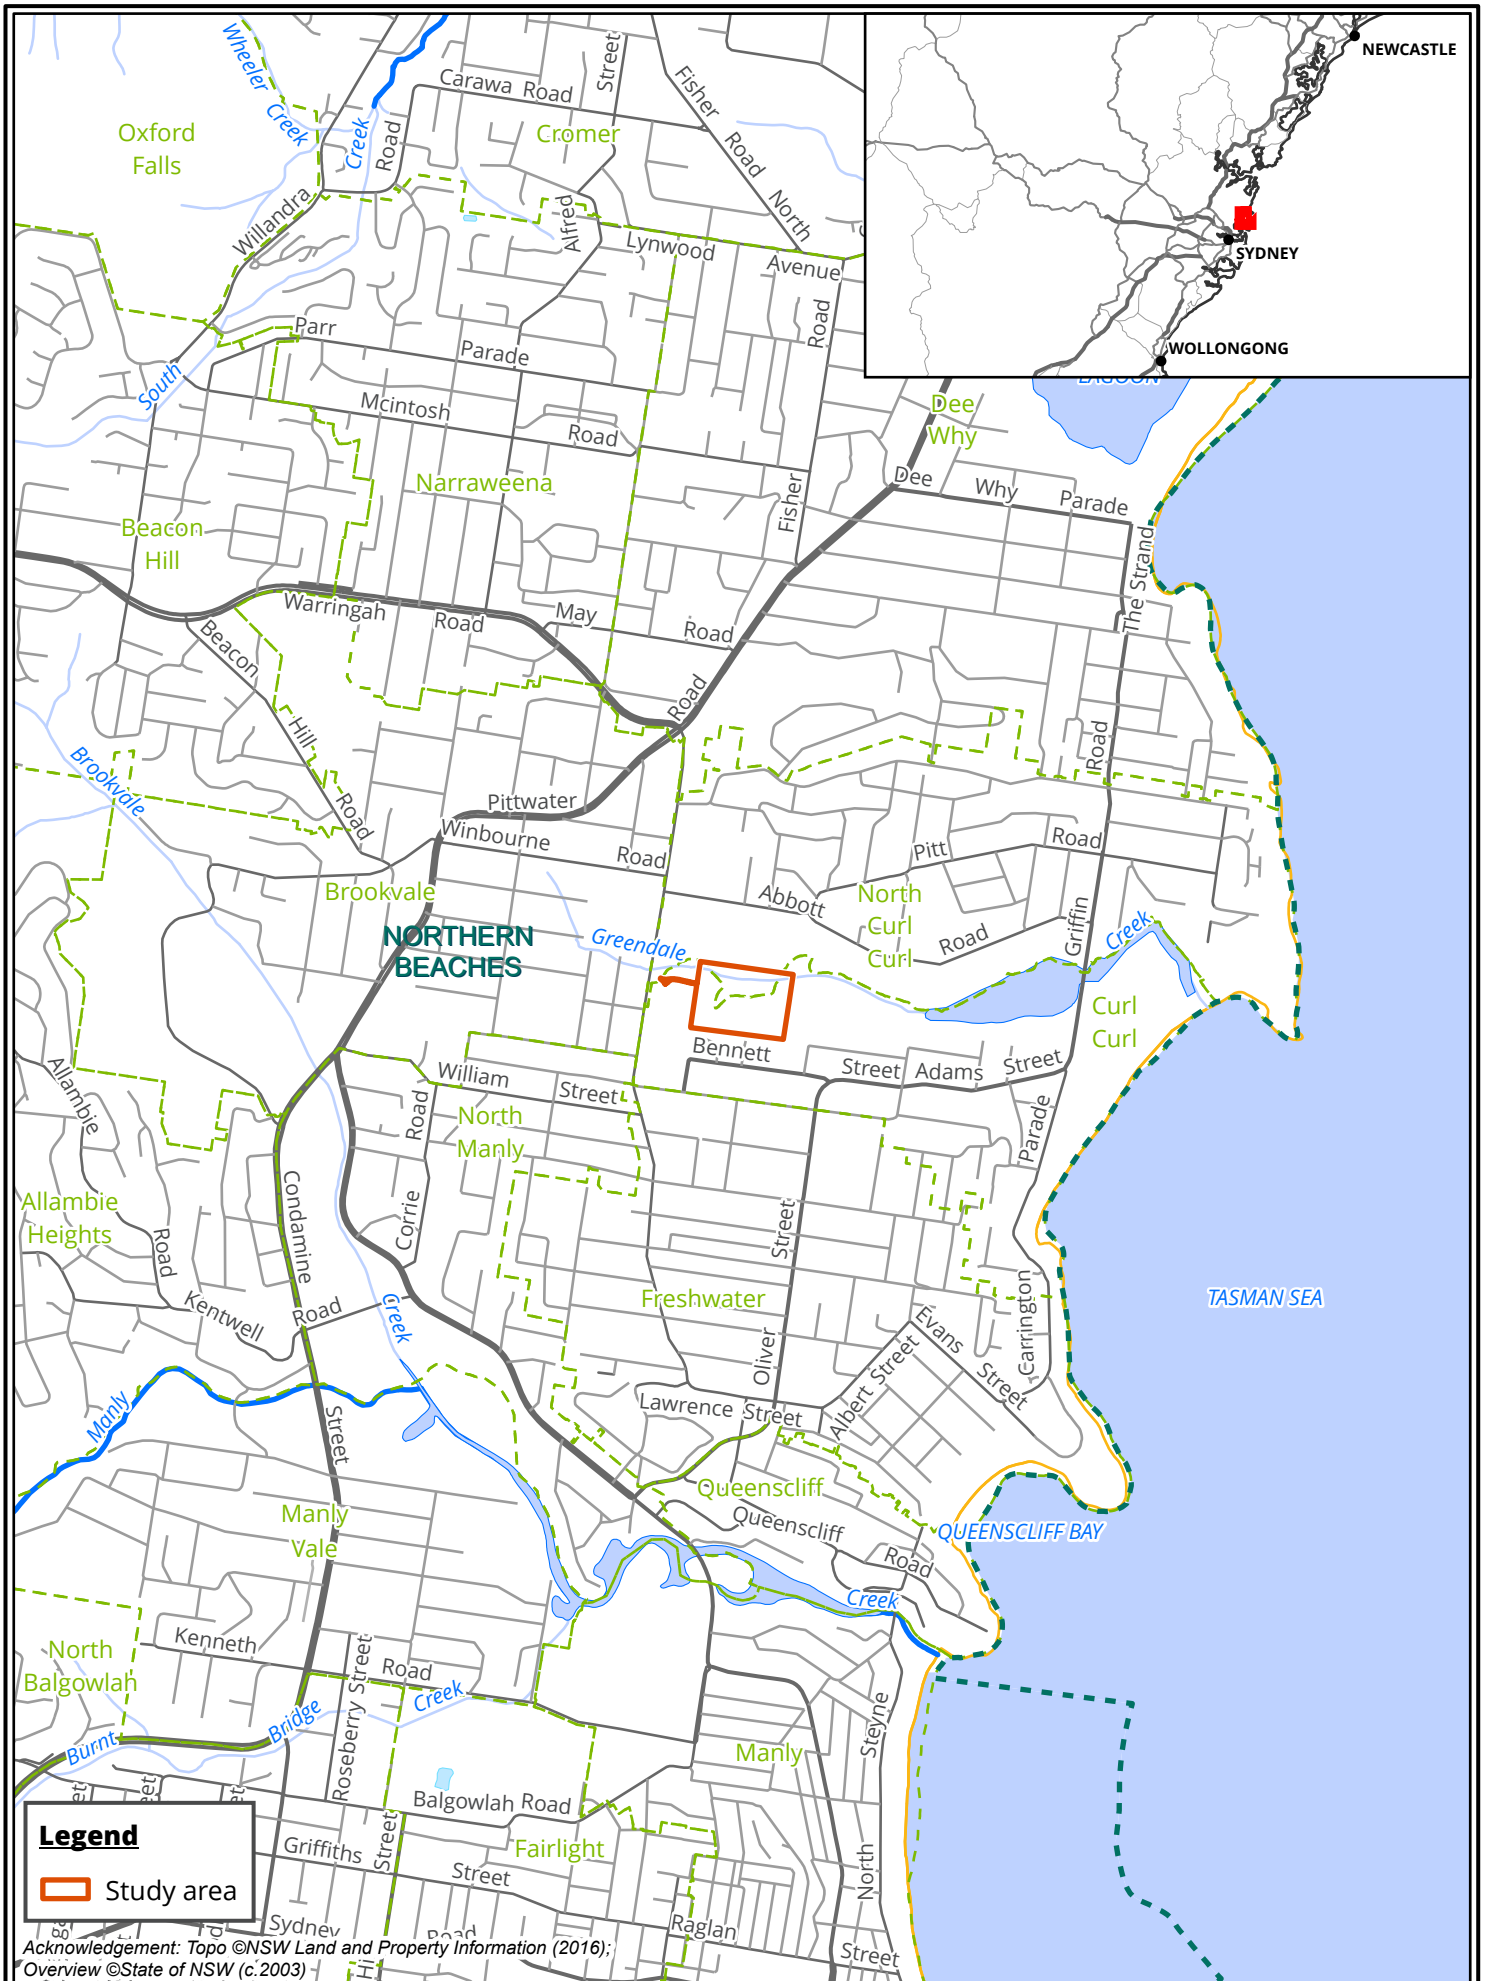 NEWCASTLE
SYDNEY
WOLLONGONG
Wheeler
Creek
Creek
Road
Carawa Road
Street
Fisher
Road
North
Oxford
Falls
Cromer
Willandra
Alfred
Lynwood
Avenue
Road
Parr
Parade
South
Mcintosh
Road
LAGOON
Dee
Why
Dee
Why
Parade
Narraweena
Fisher
Beacon
Hill
The Strand
Warringah
Road
May
Road
Beacon
Hill
Road
Road
Road
Brookvale
Pittwater
Winbourne
Road
Pitt
Road
Brookvale
Abbott
Road
North
Curl
Curl
Griffin
Creek
NORTHERN
BEACHES
Greendale
Curl
Curl
Bennett
Street
Adams
Street
Allambie
Road
William
Street
Road
Corrie
North
Manly
Parade
Allambie
Heights
Condamine
Street
Street
Oliver
Kentwell
Road
Creek
Freshwater
Carrington
TASMAN SEA
Evans
Street
Albert Street
Lawrence Street
Manly
Queenscliff
Queenscliff
Road
QUEENSCLIFF BAY
Manly
Vale
Creek
North
Balgowlah
Kenneth
Road
Roseberry Street
Creek
Bridge
Burnt
Steyne
North
Manly
Balgowlah Road
Fairlight
Griffiths
Street
Street
Sydney
Road
Raglan
Street
Legend
Study area
Acknowledgement: Topo ©NSW Land and Property Information (2016);
Overview ©State of NSW (c.2003)